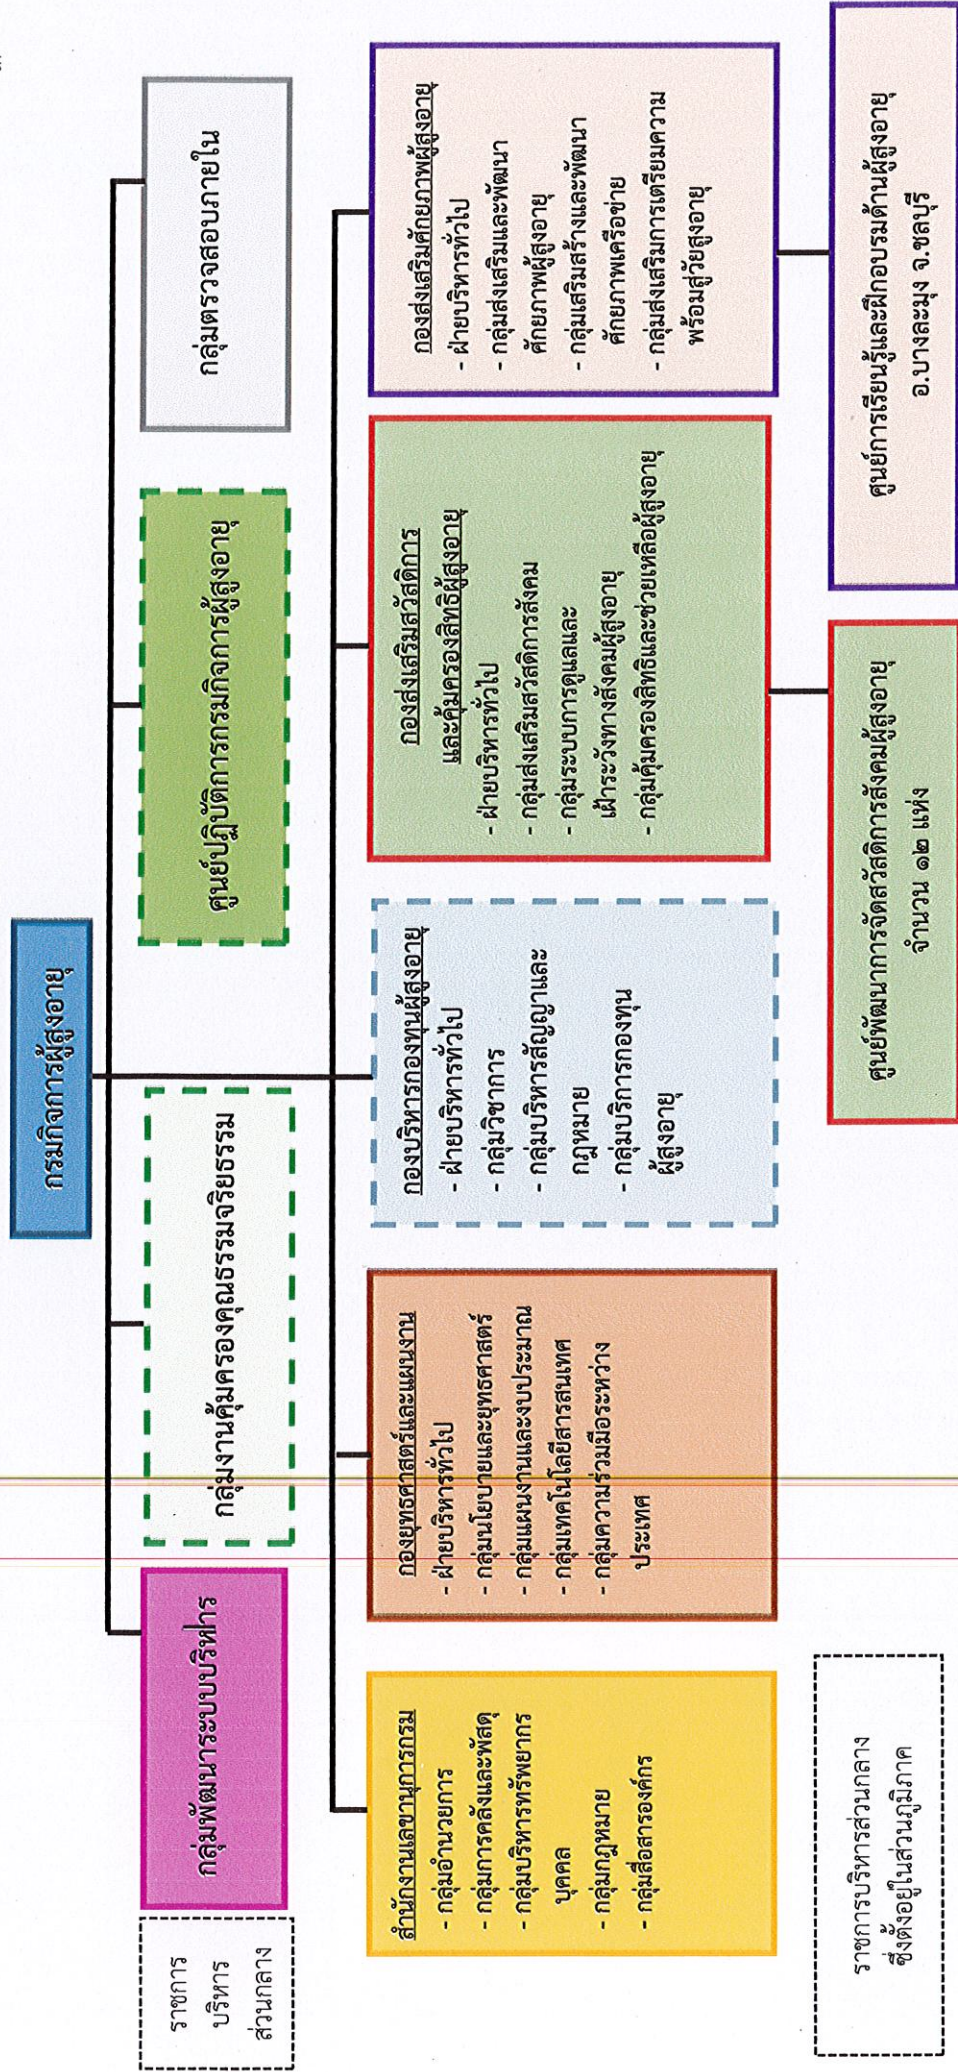 กรมกิจการผู้สูงอายุ
ราชการ
บริหาร
ส่วนกลาง
กลุ่มพัฒนาระบบบริหาร
กลุ่มงานคุ้มครองคุณธรรมจริยธรรม
ศูนย์ปฏิบัติการกรมกิจการผู้สูงอายุ
กลุ่มตรวจสอบภายใน
สำนักงานเลขานุการกรม
- กลุ่มอำนวยการ
- กลุ่มการคลังและพัสดุ
- กลุ่มบริหารทรัพยากร
บุคคล
- กลุ่มกฎหมาย
- กลุ่มสื่อสารองค์กร
กองยุทธศาสตร์และแผนงาน
- ฝ่ายบริหารทั่วไป
- กลุ่มนโยบายและยุทธศาสตร์
- กลุ่มแผนงานและงบประมาณ
- กลุ่มเทคโนโลยีสารสนเทศ
- กลุ่มความร่วมมือระหว่าง
ประเทศ
กองบริหารกองทุนผู้สูงอายุ
- ฝ่ายบริหารทั่วไป
- กลุ่มวิชาการ
- กลุ่มบริหารสัญญาและ
กฎหมาย
- กลุ่มบริการกองทุน
ผู้สูงอายุ
กองส่งเสริมสวัสดิการ
และคุ้มครองสิทธิผู้สูงอายุ
- ฝ่ายบริหารทั่วไป
- กลุ่มส่งเสริมสวัสดิการสังคม
- กลุ่มระบบการดูแลและ
เฝ้าระวังทางสังคมผู้สูงอายุ
- กลุ่มคุ้มครองสิทธิและช่วยเหลือผู้สูงอายุ
กองส่งเสริมศักยภาพผู้สูงอายุ
- ฝ่ายบริหารทั่วไป
- กลุ่มส่งเสริมและพัฒนา
ศักยภาพผู้สูงอายุ
- กลุ่มเสริมสร้างและพัฒนา
ศักยภาพเครือข่าย
- กลุ่มส่งเสริมการเตรียมความ
พร้อมสู่วัยสูงอายุ
ราชการบริหารส่วนกลาง
ซึ่งตั้งอยู่ในส่วนภูมิภาค
ศูนย์พัฒนาการจัดสวัสดิการสังคมผู้สูงอายุ
จำนวน ๑๒ แห่ง
ศูนย์การเรียนรู้และฝึกอบรมด้านผู้สูงอายุ
อ.บางละมุง จ.ชลบุรี